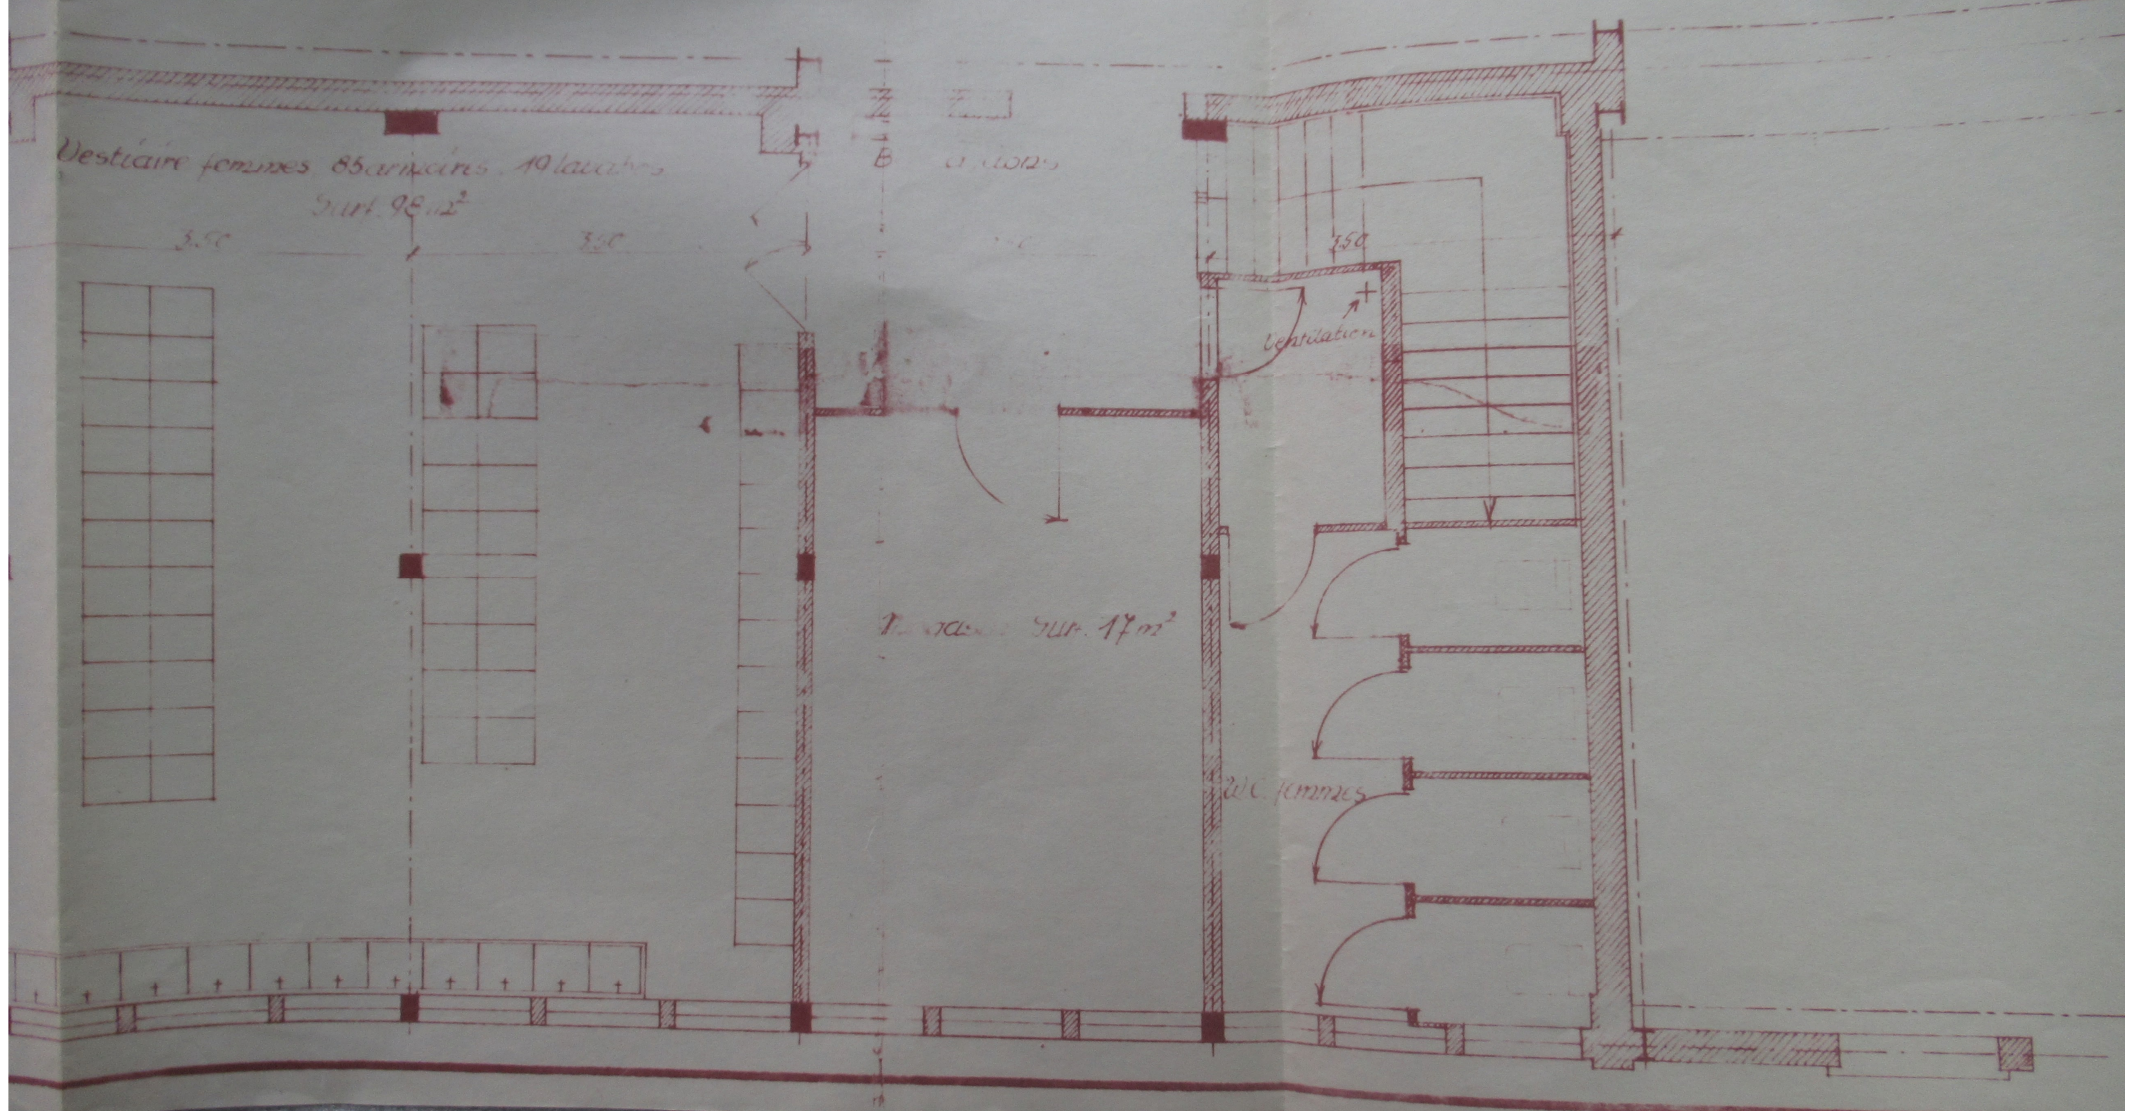 Vestiaire femmes 85 armoires 19 lavabos
Surf. 98 m²
3.50
3.50
B
3.50
Ventilation
Surf. 17 m²
WC femmes